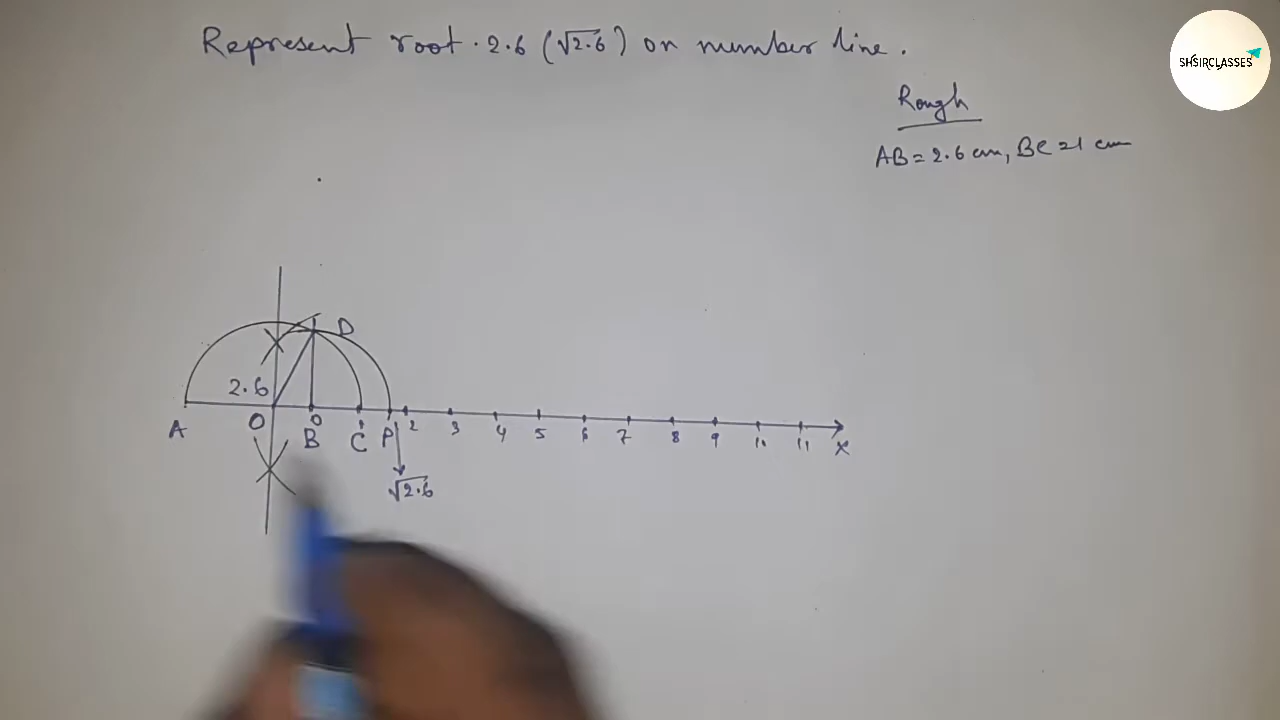 Represent root 2.6 (√2.6) on number line.
SHSIRCLASSES
Rough
AB = 2.6 cm, BC = 1 cm
D
2.6
A O B 0 C 1 P 2 3 4 5 6 7 8 9 10 11 X
√2.6